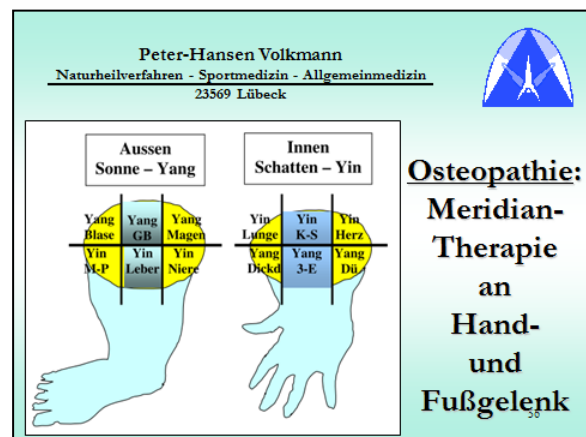 Peter-Hansen Volkmann
Naturheilverfahren - Sportmedizin - Allgemeinmedizin
23569 Lübeck
Aussen
Sonne – Yang
Innen
Schatten – Yin
Yang Yang Yang
Blase GB Magen
Yin Yin Yin
M-P Leber Niere
Yin Yin Yin
Lunge K-S Herz
Yang Yang Yang
Dickd 3-E Dü
Osteopathie:
Meridian-
Therapie
an
Hand-
und
Fußgelenk
56